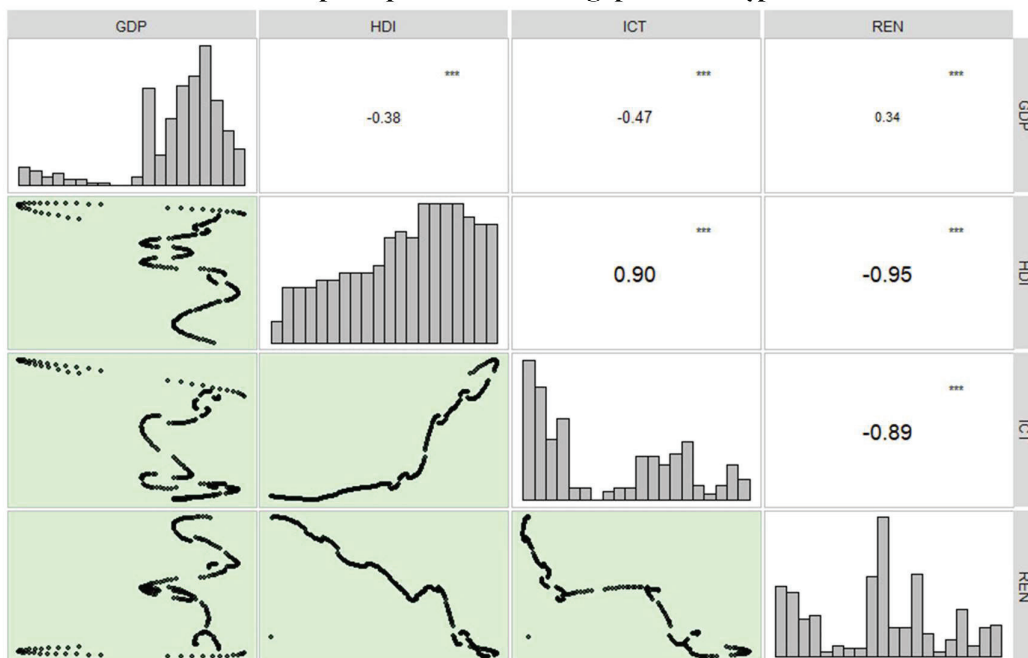 GDP HDI ICT REN
*** *** ***
-0.38 -0.47 0.34
GDP
*** ***
0.90 -0.95
HDI
***
-0.89
ICT
REN